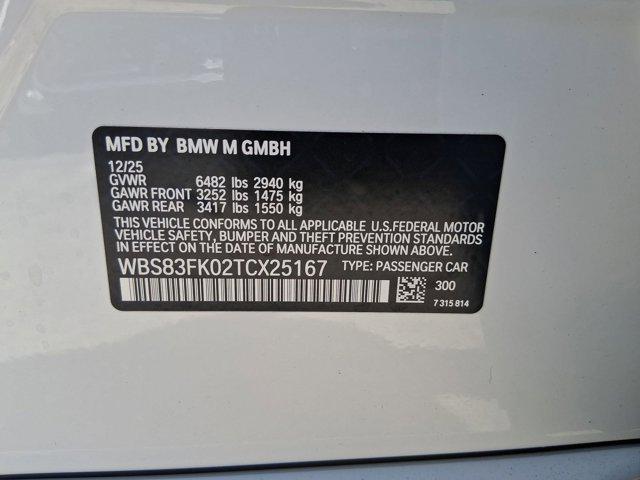 MFD BY BMW M GMBH
12/25
GVWR 6482 lbs 2940 kg
GAWR FRONT 3252 lbs 1475 kg
GAWR REAR 3417 lbs 1550 kg
THIS VEHICLE CONFORMS TO ALL APPLICABLE U.S.FEDERAL MOTOR
VEHICLE SAFETY, BUMPER AND THEFT PREVENTION STANDARDS
IN EFFECT ON THE DATE OF MANUFACTURE SHOWN ABOVE.
WBS83FK02TCX25167 TYPE: PASSENGER CAR
300
7 315 814